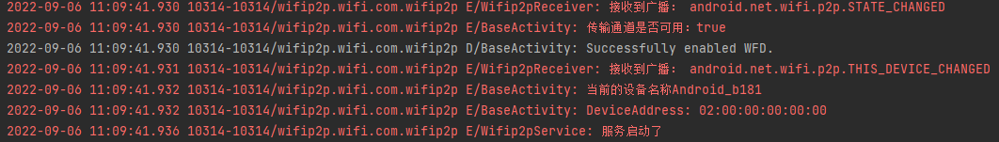 2022-09-06 11:09:41.930 10314-10314/wifip2p.wifi.com.wifip2p E/Wifip2pReceiver: 接收到广播： android.net.wifi.p2p.STATE_CHANGED
2022-09-06 11:09:41.930 10314-10314/wifip2p.wifi.com.wifip2p E/BaseActivity: 传输通道是否可用：true
2022-09-06 11:09:41.930 10314-10314/wifip2p.wifi.com.wifip2p D/BaseActivity: Successfully enabled WFD.
2022-09-06 11:09:41.931 10314-10314/wifip2p.wifi.com.wifip2p E/Wifip2pReceiver: 接收到广播： android.net.wifi.p2p.THIS_DEVICE_CHANGED
2022-09-06 11:09:41.932 10314-10314/wifip2p.wifi.com.wifip2p E/BaseActivity: 当前的设备名称Android_b181
2022-09-06 11:09:41.932 10314-10314/wifip2p.wifi.com.wifip2p E/BaseActivity: DeviceAddress: 02:00:00:00:00:00
2022-09-06 11:09:41.936 10314-10314/wifip2p.wifi.com.wifip2p E/Wifip2pService: 服务启动了